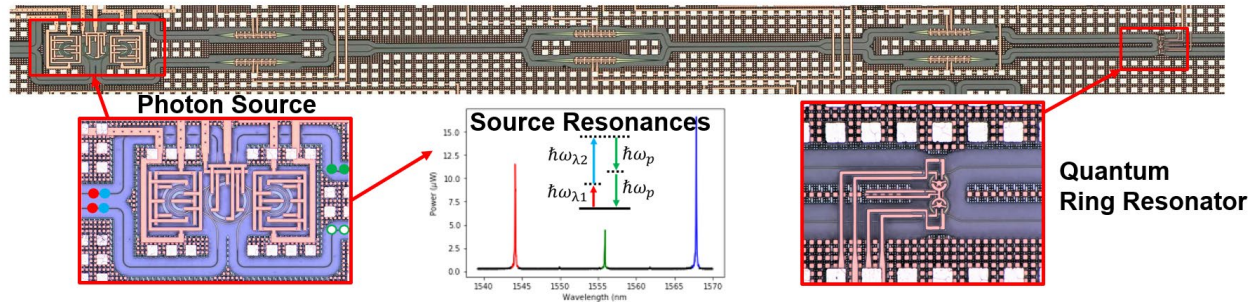 Photon Source
Source Resonances
Quantum
Ring Resonator
ℏω_λ2
ℏω_p
ℏω_λ1
ℏω_p
Power (μW)
15.0
12.5
10.0
7.5
5.0
2.5
0.0
1540 1545 1550 1555 1560 1565 1570
Wavelength (nm